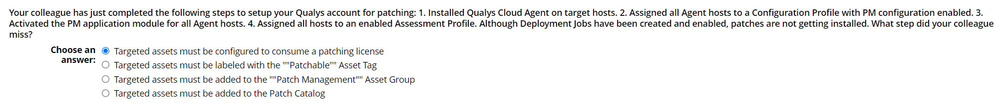 Your colleague has just completed the following steps to setup your Qualys account for patching: 1. Installed Qualys Cloud Agent on target hosts. 2. Assigned all Agent hosts to a Configuration Profile with PM configuration enabled. 3.
Activated the PM application module for all Agent hosts. 4. Assigned all hosts to an enabled Assessment Profile. Although Deployment Jobs have been created and enabled, patches are not getting installed. What step did your colleague
miss?
Choose an
answer:
Targeted assets must be configured to consume a patching license
Targeted assets must be labeled with the ""Patchable"" Asset Tag
Targeted assets must be added to the ""Patch Management"" Asset Group
Targeted assets must be added to the Patch Catalog